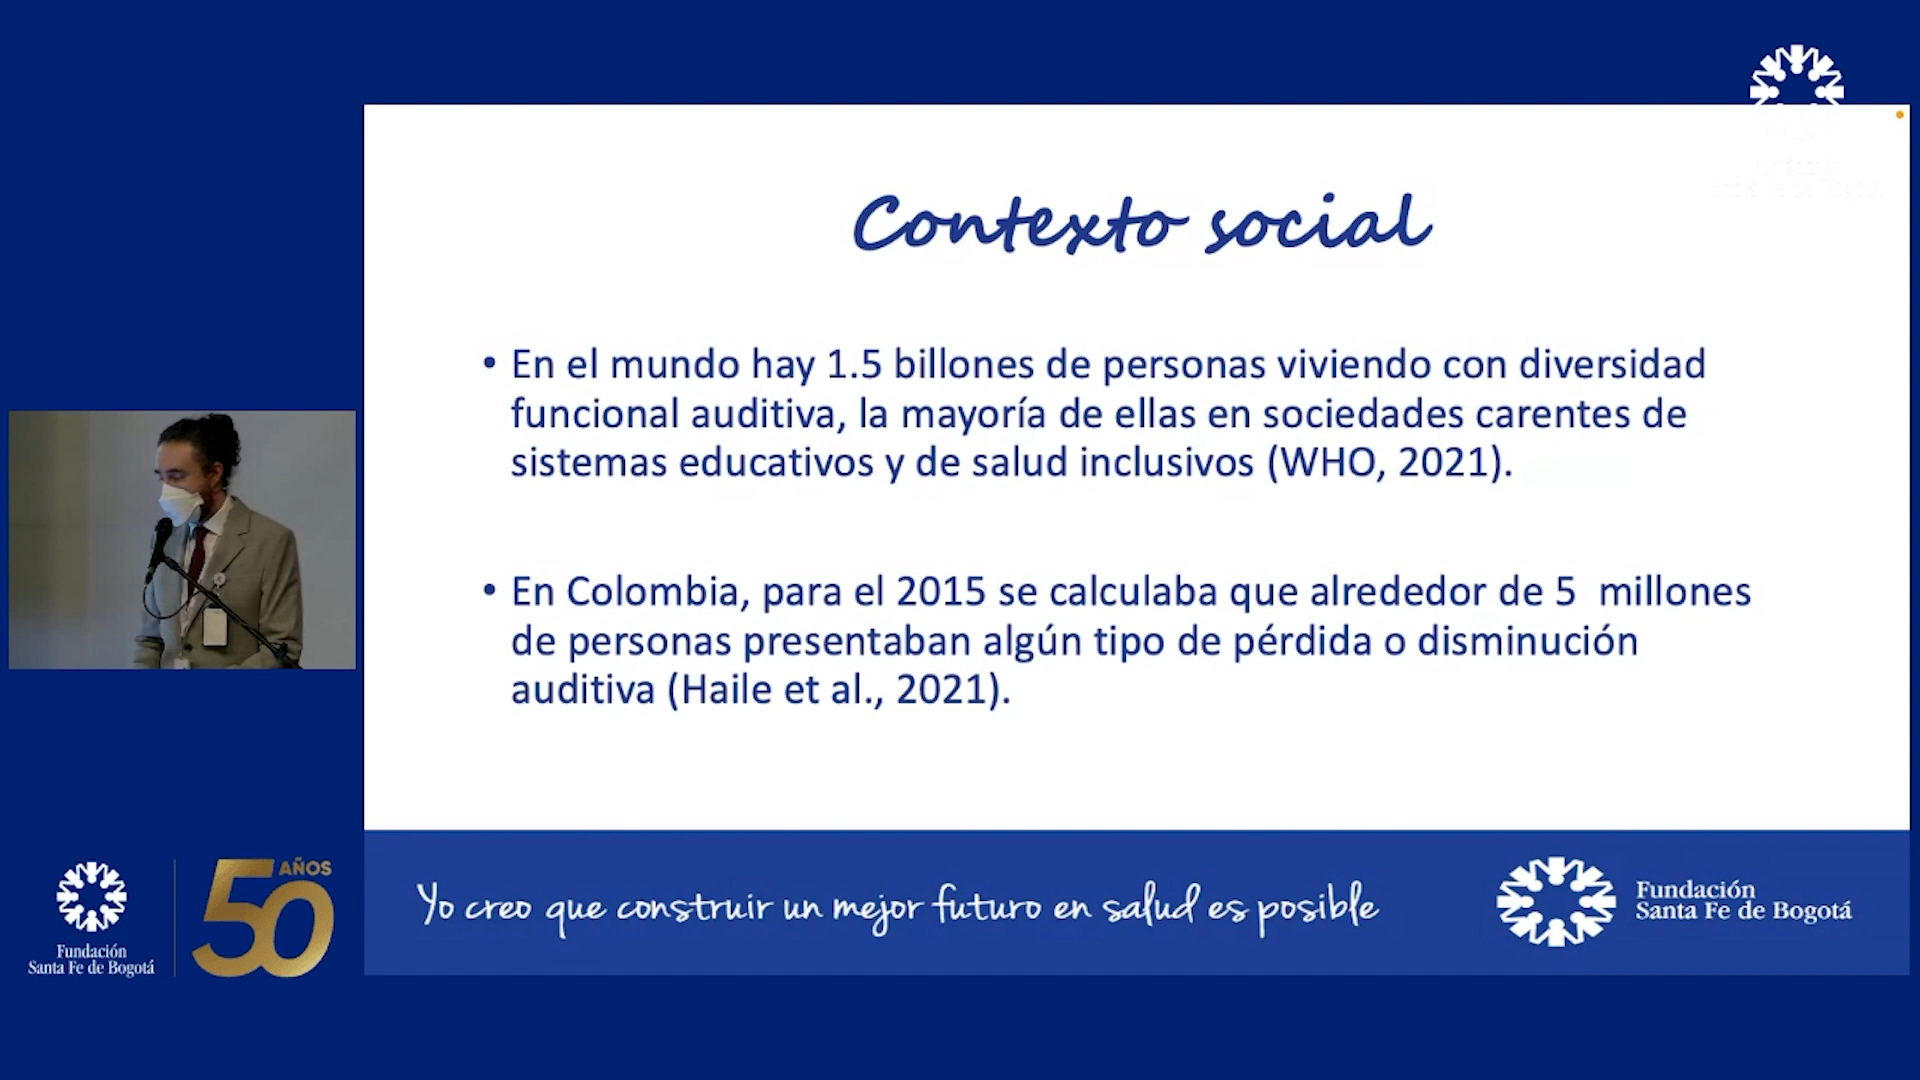 Contexto social
• En el mundo hay 1.5 billones de personas viviendo con diversidad
funcional auditiva, la mayoría de ellas en sociedades carentes de
sistemas educativos y de salud inclusivos (WHO, 2021).
• En Colombia, para el 2015 se calculaba que alrededor de 5 millones
de personas presentaban algún tipo de pérdida o disminución
auditiva (Haile et al., 2021).
Yo creo que construir un mejor futuro en salud es posible
Fundación
Santa Fe de Bogotá
Fundación
Santa Fe de Bogotá
50 AÑOS